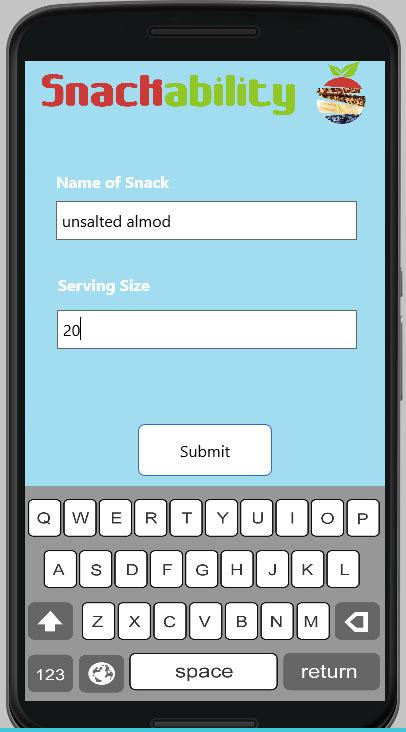 Snackability
Name of Snack
unsalted almod
Serving Size
20
Submit
Q W E R T Y U I O P
A S D F G H J K L
Z X C V B N M
123 space return